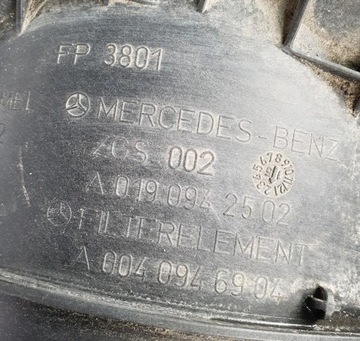 FP 3801
MERCEDES-BENZ
ZGS 002
A 019 094 25 02
FILTERELEMENT
A 004 094 69 04